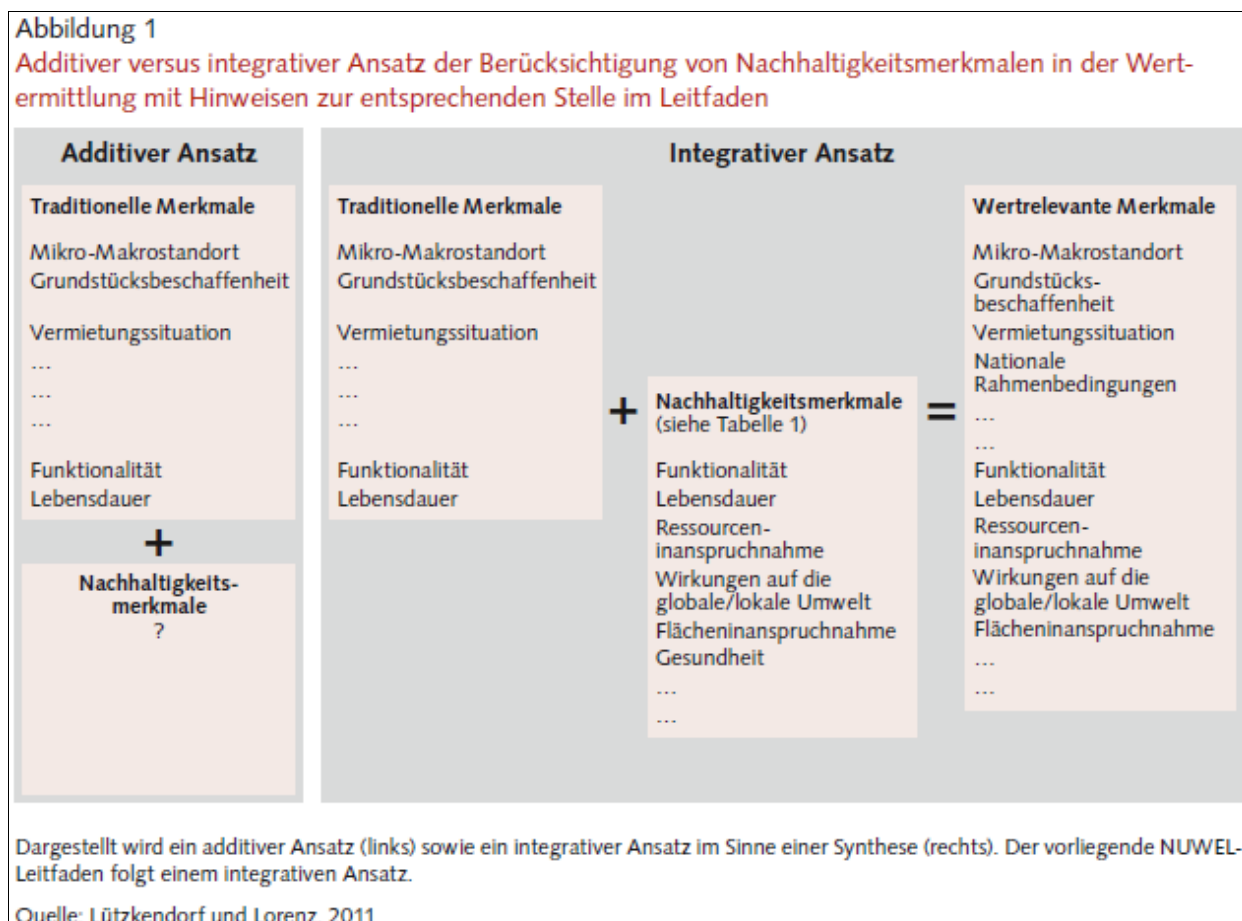 Abbildung 1
Additiver versus integrativer Ansatz der Berücksichtigung von Nachhaltigkeitsmerkmalen in der Wert-
ermittlung mit Hinweisen zur entsprechenden Stelle im Leitfaden
Additiver Ansatz
Traditionelle Merkmale
Mikro-Makrostandort
Grundstücksbeschaffenheit
Vermietungssituation
...
...
...
Funktionalität
Lebensdauer
+
Nachhaltigkeits-
merkmale
?
Integrativer Ansatz
Traditionelle Merkmale
Mikro-Makrostandort
Grundstücksbeschaffenheit
Vermietungssituation
...
...
...
Funktionalität
Lebensdauer
+
Nachhaltigkeitsmerkmale
(siehe Tabelle 1)
Funktionalität
Lebensdauer
Ressourcen-
inanspruchnahme
Wirkungen auf die
globale/lokale Umwelt
Flächeninanspruchnahme
Gesundheit
...
...
=
Wertrelevante Merkmale
Mikro-Makrostandort
Grundstücks-
beschaffenheit
Vermietungssituation
Nationale
Rahmenbedingungen
...
...
Funktionalität
Lebensdauer
Ressourcen-
inanspruchnahme
Wirkungen auf die
globale/lokale Umwelt
Flächeninanspruchnahme
...
...
Dargestellt wird ein additiver Ansatz (links) sowie ein integrativer Ansatz im Sinne einer Synthese (rechts). Der vorliegende NUWEL-
Leitfaden folgt einem integrativen Ansatz.
Quelle: Lützkendorf und Lorenz, 2011